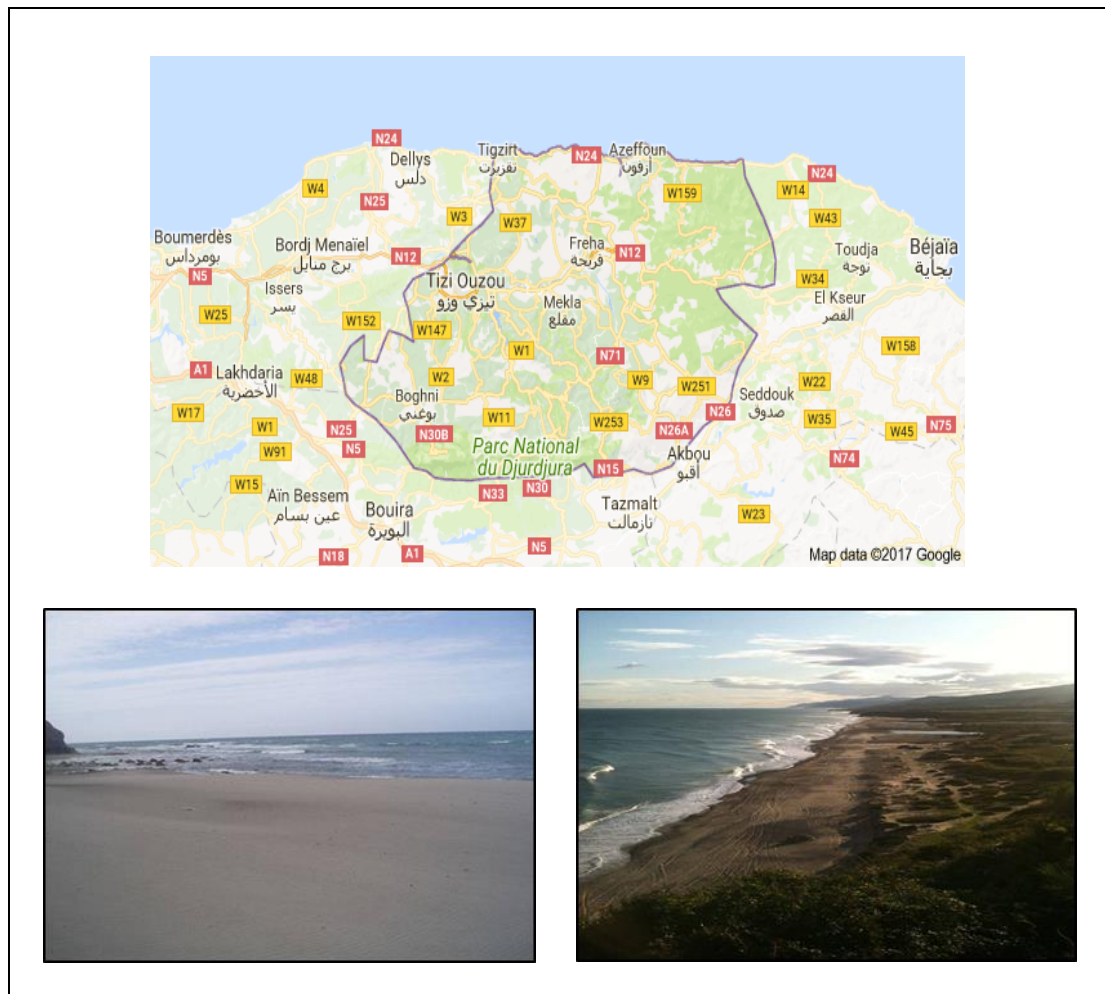 N24
Tigzirt
تقزيرت
Azeffoun
أزفون
N24
Dellys
دلس
N24
W4
N25
W159
W14
W3
W37
W43
Boumerdès
بومرداس
Bordj Menaïel
برج منايل
N12
Freha
فريحة
N12
Toudja
توجة
Béjaïa
بجاية
N5
Issers
يسر
Tizi Ouzou
تيزي وزو
W34
El Kseur
القصر
Mekla
مقلع
W25
W152
W147
W1
N71
W158
A1
Lakhdaria
الأخضرية
W48
W2
W9
W251
W22
Boghni
بوغني
Seddouk
صدوق
W17
W1
N25
N30B
W11
W253
N26A
N26
W35
W45
N75
W91
N5
Parc National
du Djurdjura
N15
Akbou
أقبو
N74
W15
Aïn Bessem
عين بسام
N33
N30
Bouira
البويرة
Tazmalt
تازمالت
W23
N18
A1
N5
Map data ©2017 Google